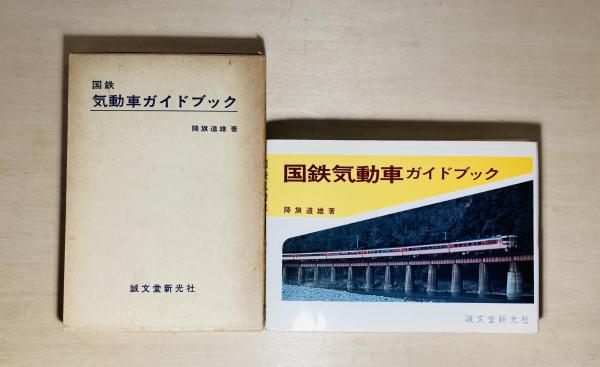 国鉄
気動車ガイドブック
降旗道雄 著
誠文堂新光社
国鉄気動車ガイドブック
降旗道雄著
誠文堂新光社